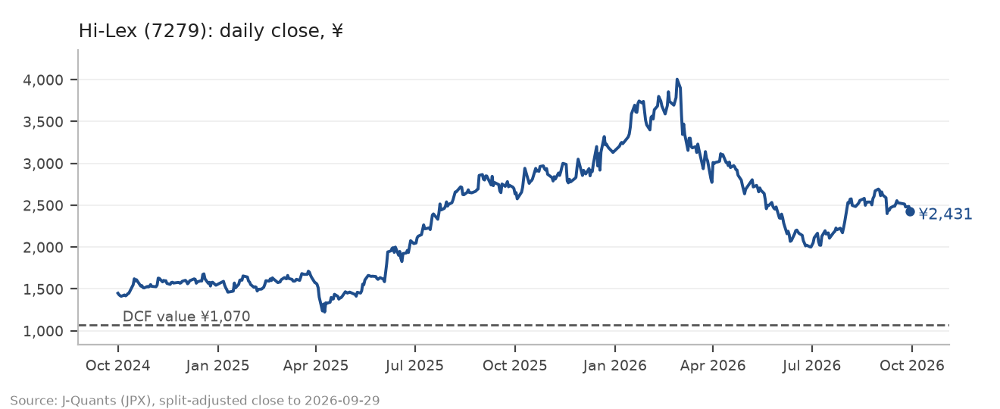 Hi-Lex (7279): daily close, ¥
4,000
3,500
3,000
2,500
¥2,431
2,000
1,500
DCF value ¥1,070
1,000
Oct 2024 Jan 2025 Apr 2025 Jul 2025 Oct 2025 Jan 2026 Apr 2026 Jul 2026 Oct 2026
Source: J-Quants (JPX), split-adjusted close to 2026-09-29